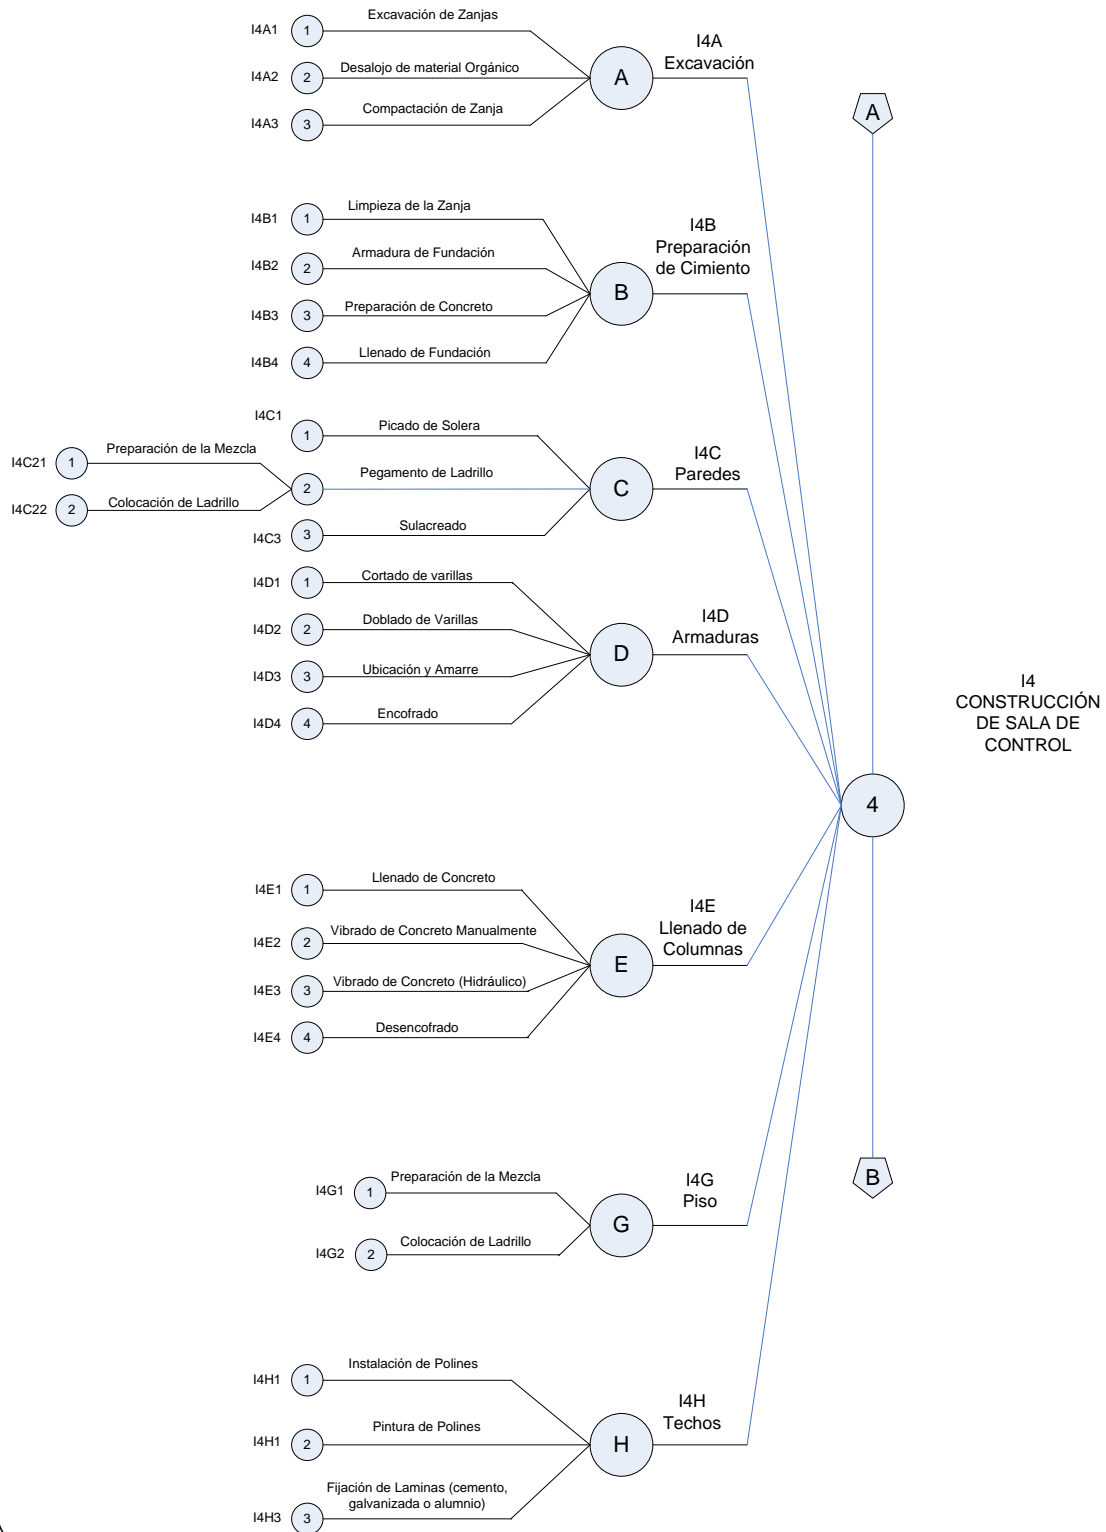 Excavación de Zanjas
I4A1 1
Desalojo de material Orgánico
I4A2 2
Compactación de Zanja
I4A3 3
A
I4A
Excavación
A
Limpieza de la Zanja
I4B1 1
Armadura de Fundación
I4B2 2
Preparación de Concreto
I4B3 3
Llenado de Fundación
I4B4 4
B
I4B
Preparación
de Cimiento
I4C1
1
Picado de Solera
Preparación de la Mezcla
I4C21 1
Colocación de Ladrillo
I4C22 2
2
Pegamento de Ladrillo
Sulacreado
I4C3 3
C
I4C
Paredes
Cortado de varillas
I4D1 1
Doblado de Varillas
I4D2 2
Ubicación y Amarre
I4D3 3
Encofrado
I4D4 4
D
I4D
Armaduras
I4
CONSTRUCCIÓN
DE SALA DE
CONTROL
4
Llenado de Concreto
I4E1 1
Vibrado de Concreto Manualmente
I4E2 2
Vibrado de Concreto (Hidráulico)
I4E3 3
Desencofrado
I4E4 4
E
I4E
Llenado de
Columnas
Preparación de la Mezcla
I4G1 1
Colocación de Ladrillo
I4G2 2
G
I4G
Piso
B
Instalación de Polines
I4H1 1
Pintura de Polines
I4H1 2
Fijación de Laminas (cemento,
galvanizada o alumnio)
I4H3 3
H
I4H
Techos